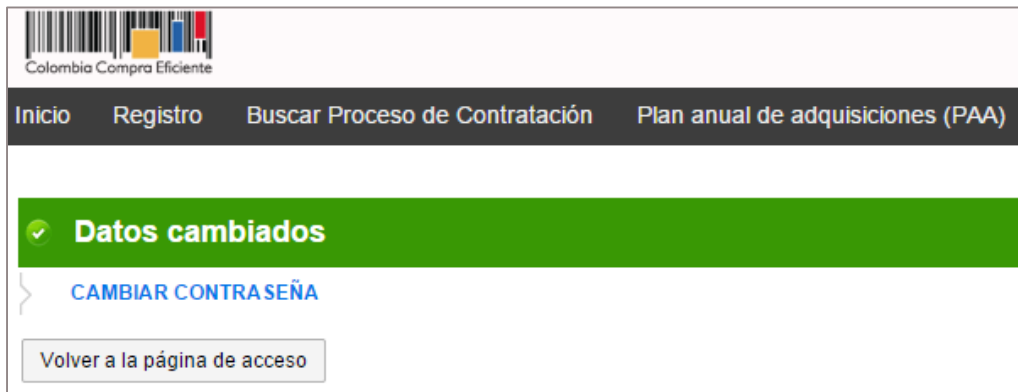 Colombia Compra Eficiente
Inicio Registro Buscar Proceso de Contratación Plan anual de adquisiciones (PAA)
Datos cambiados
CAMBIAR CONTRASEÑA
Volver a la página de acceso